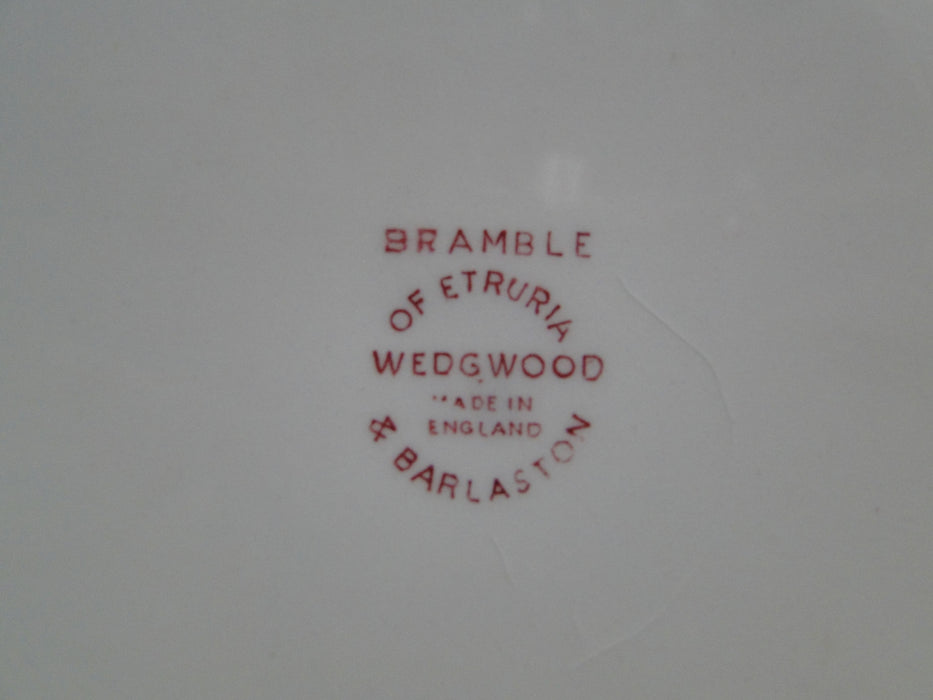 BRAMBLE
OF ETRURIA
WEDGWOOD
MADE IN
ENGLAND
& BARLASTON